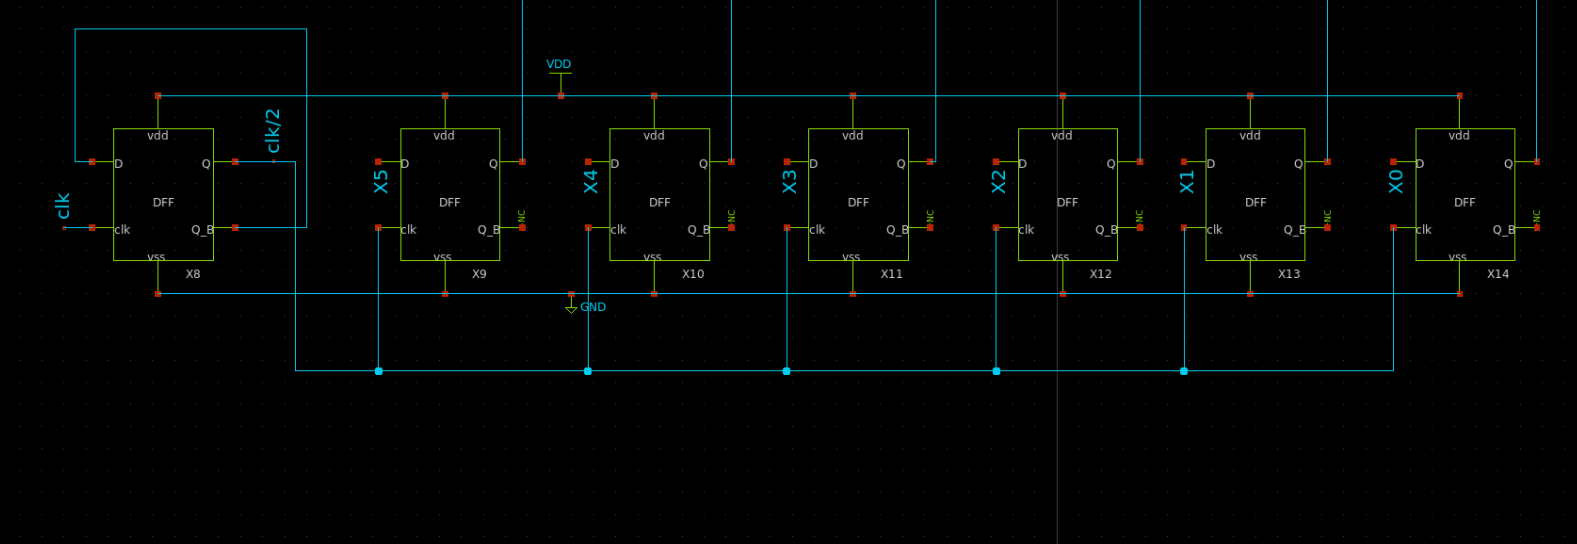 VDD
clk/2
vdd vdd vdd vdd vdd vdd vdd
D Q D Q D Q D Q D Q D Q D Q
clk X5 X4 X3 X2 X1 X0
DFF DFF DFF DFF DFF DFF DFF
NC NC NC NC NC NC
clk Q_B clk Q_B clk Q_B clk Q_B clk Q_B clk Q_B clk Q_B
vss vss vss vss vss vss vss
X8 X9 X10 X11 X12 X13 X14
GND